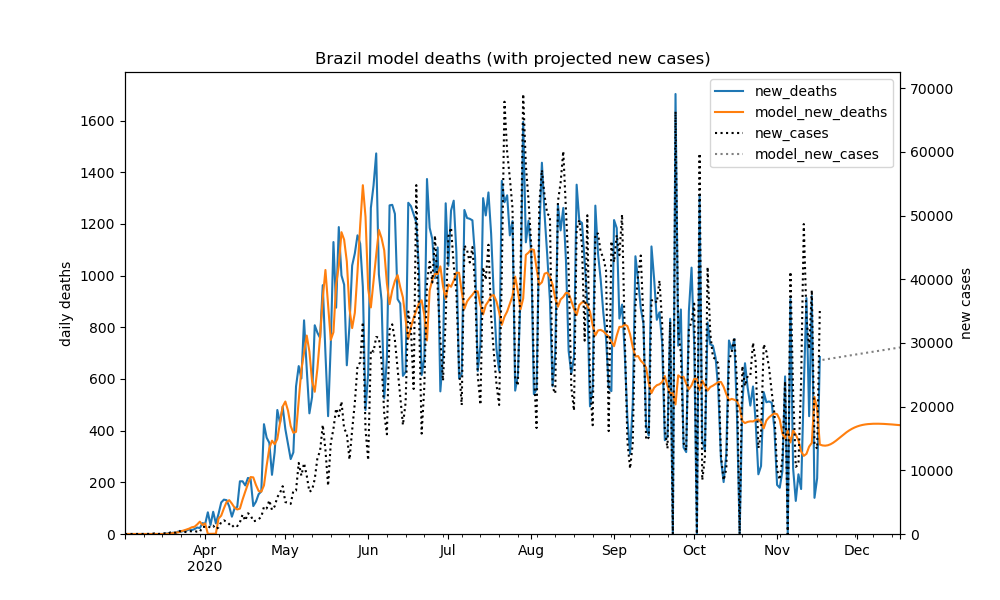 Brazil model deaths (with projected new cases)
new_deaths
model_new_deaths
new_cases
model_new_cases
daily deaths
1600
1400
1200
1000
800
600
400
200
0
new cases
70000
60000
50000
40000
30000
20000
10000
0
Apr May Jun Jul Aug Sep Oct Nov Dec
2020